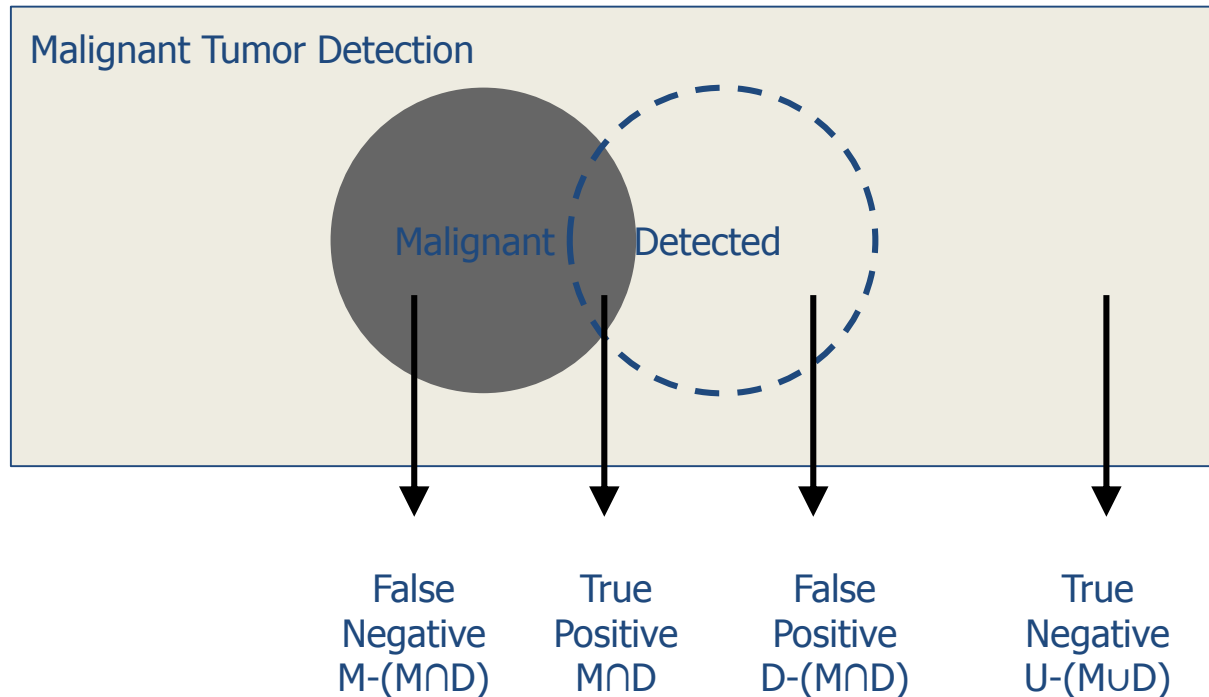 Malignant Tumor Detection
Malignant Detected
False True False True
Negative Positive Positive Negative
M-(M∩D) M∩D D-(M∩D) U-(M∪D)